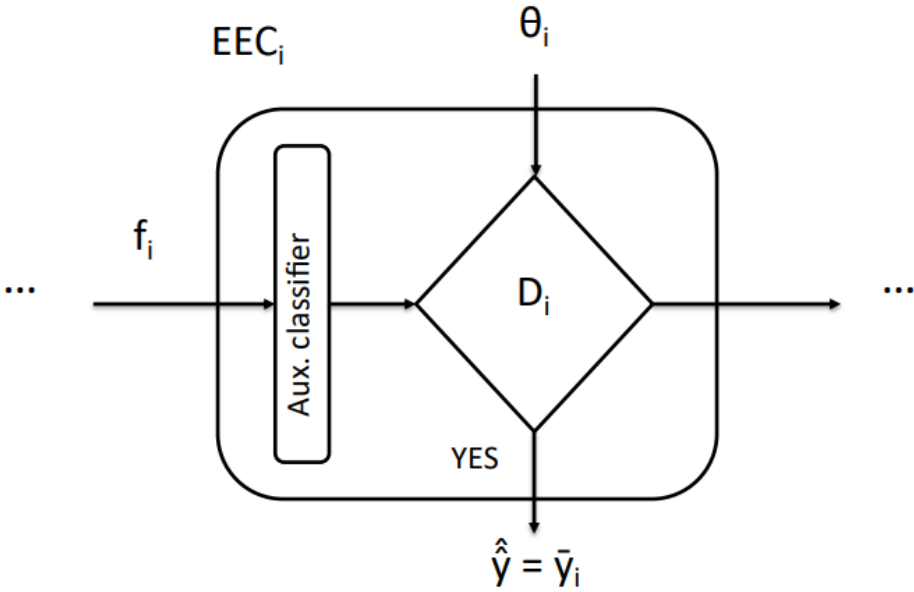 EECᵢ
θᵢ
fᵢ
...
Aux. classifier
Dᵢ
...
YES
ŷ̂ = ȳᵢ